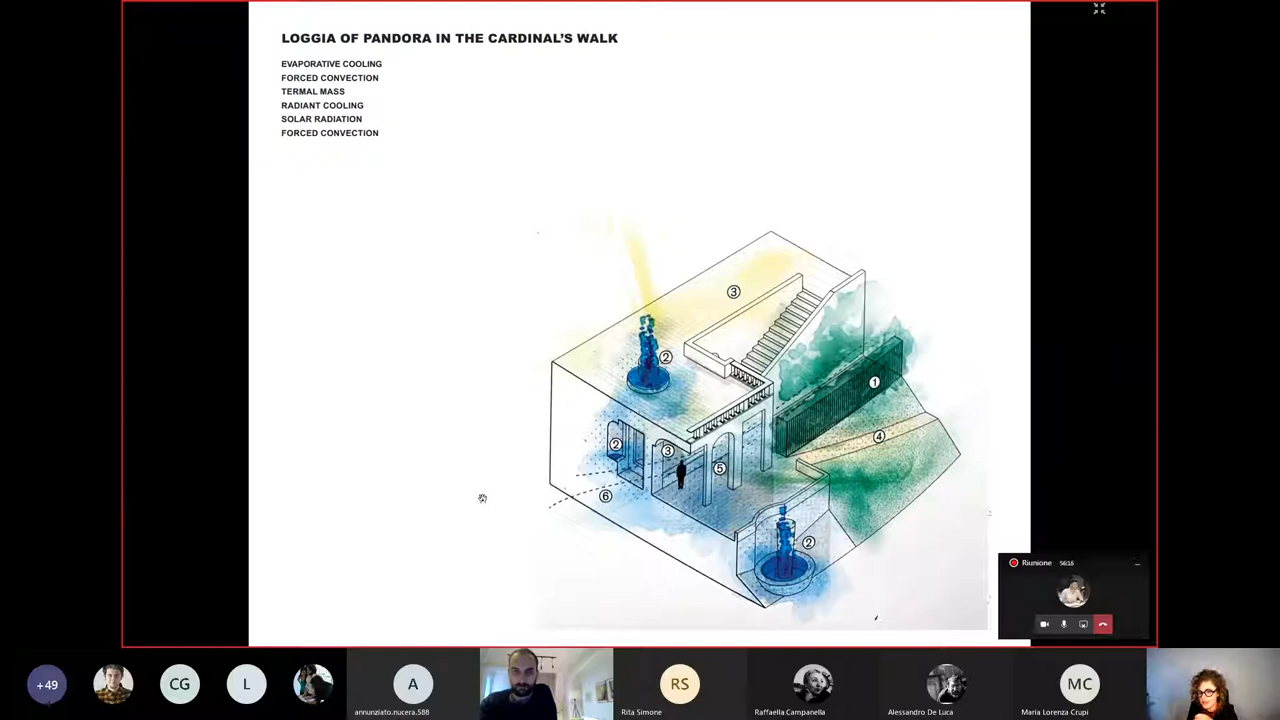 LOGGIA OF PANDORA IN THE CARDINAL'S WALK
EVAPORATIVE COOLING
FORCED CONVECTION
TERMAL MASS
RADIANT COOLING
SOLAR RADIATION
FORCED CONVECTION
3
2
1
4
2
3
5
6
2
Riunione 56:15
+49
CG
L
A
annunziato.nucera.588
RS
Rita Simone
Raffaella Campanella
Alessandro De Luca
MC
Maria Lorenza Crupi